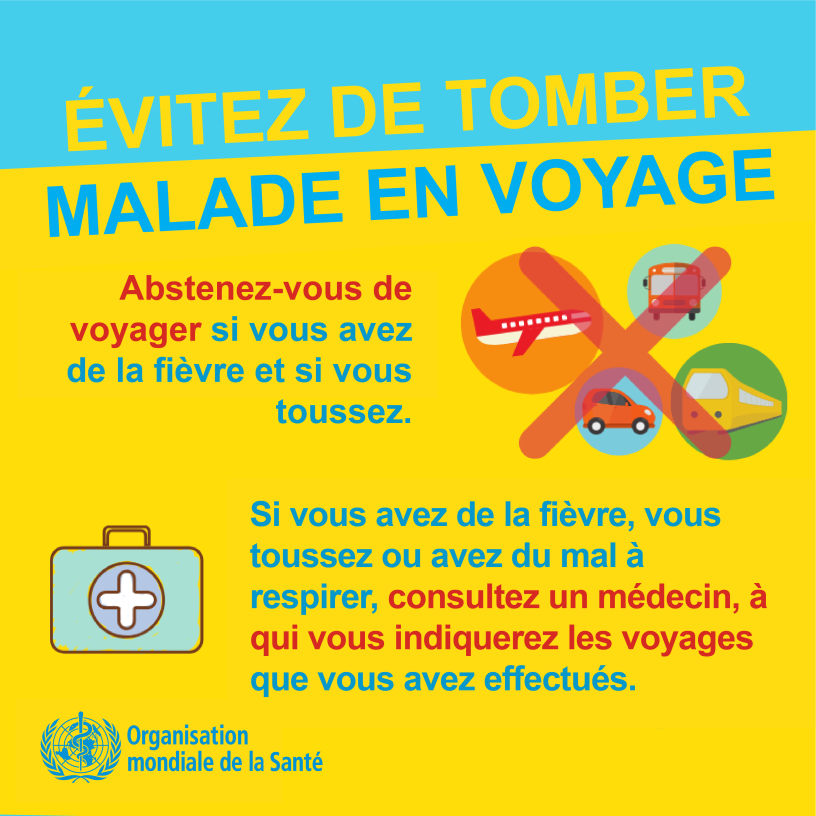 ÉVITEZ DE TOMBER
MALADE EN VOYAGE
Abstenez-vous de
voyager si vous avez
de la fièvre et si vous
toussez.
Si vous avez de la fièvre, vous
toussez ou avez du mal à
respirer, consultez un médecin, à
qui vous indiquerez les voyages
que vous avez effectués.
Organisation
mondiale de la Santé